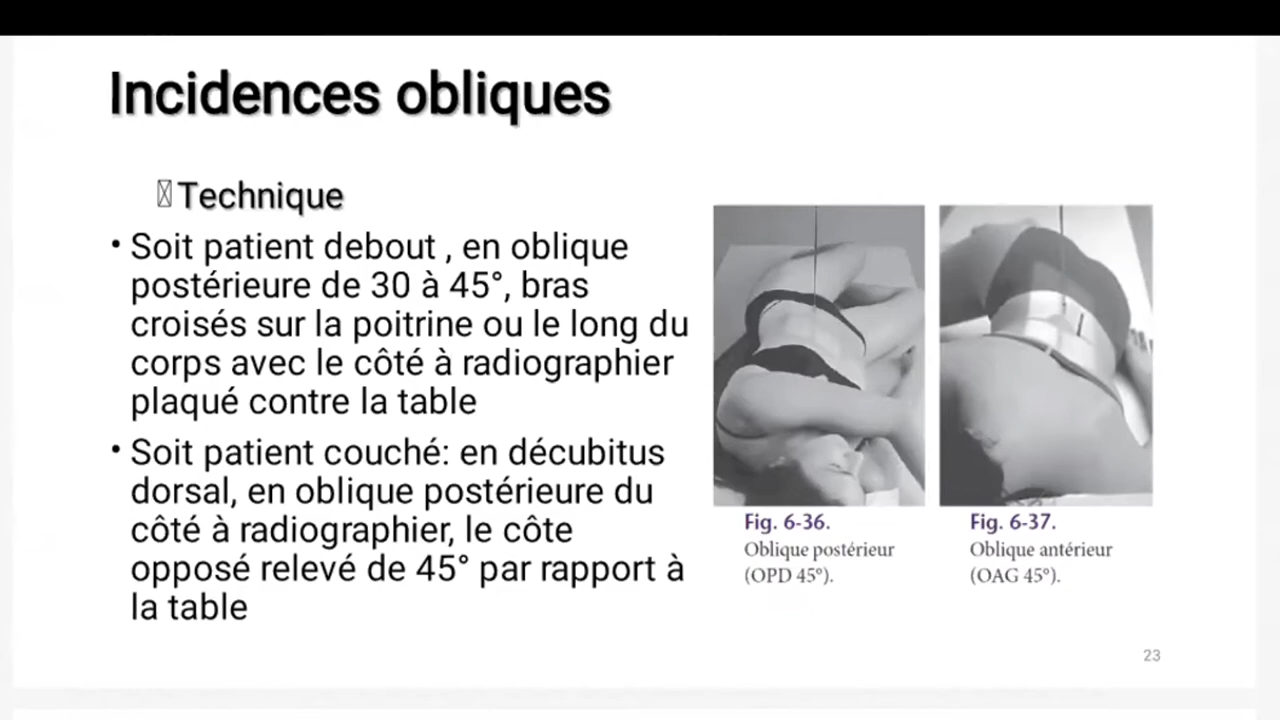 Incidences obliques
Technique
• Soit patient debout , en oblique
postérieure de 30 à 45°, bras
croisés sur la poitrine ou le long du
corps avec le côté à radiographier
plaqué contre la table
• Soit patient couché: en décubitus
dorsal, en oblique postérieure du
côté à radiographier, le côte
opposé relevé de 45° par rapport à
la table
Fig. 6-36.
Oblique postérieur
(OPD 45°).
Fig. 6-37.
Oblique antérieur
(OAG 45°).
23